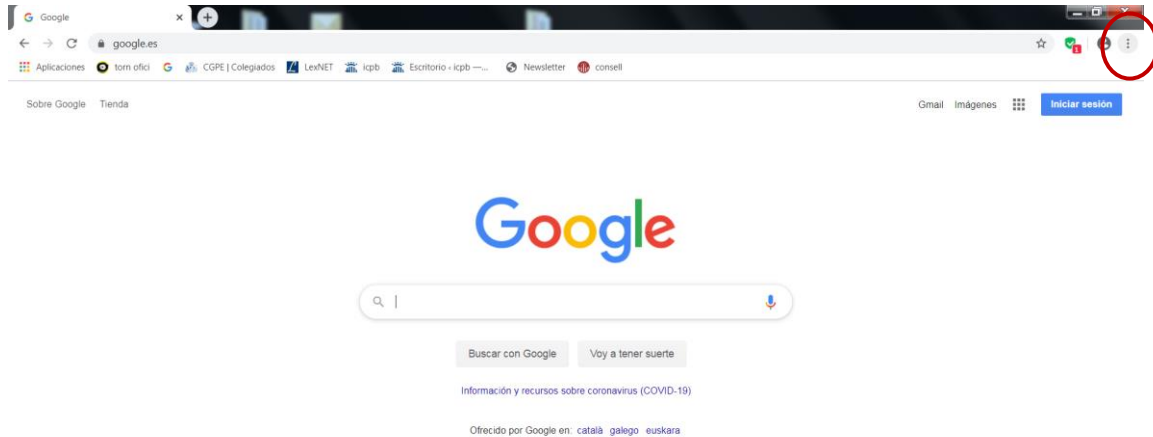 Google
google.es
Aplicaciones torn ofici CGPE | Colegiados LexNET icpb Escritorio - icpb —... Newsletter consell
Sobre Google Tienda Gmail Imágenes Iniciar sesión
Google
Buscar con Google Voy a tener suerte
Información y recursos sobre coronavirus (COVID-19)
Ofrecido por Google en: català galego euskara